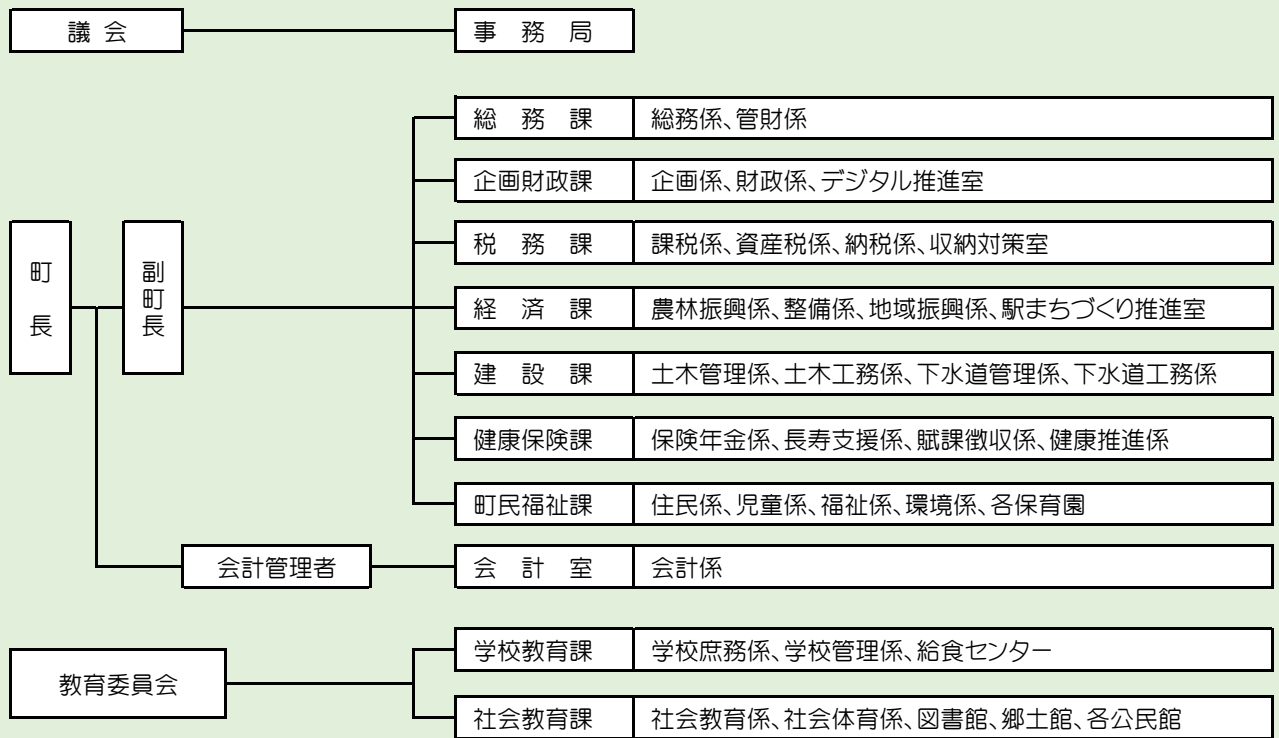 議会
事務局
総務課 総務係、管財係
企画財政課 企画係、財政係、デジタル推進室
税務課 課税係、資産税係、納税係、収納対策室
町長
副町長
経済課 農林振興係、整備係、地域振興係、駅まちづくり推進室
建設課 土木管理係、土木工務係、下水道管理係、下水道工務係
健康保険課 保険年金係、長寿支援係、賦課徴収係、健康推進係
町民福祉課 住民係、児童係、福祉係、環境係、各保育園
会計管理者
会計室 会計係
教育委員会
学校教育課 学校庶務係、学校管理係、給食センター
社会教育課 社会教育係、社会体育係、図書館、郷土館、各公民館